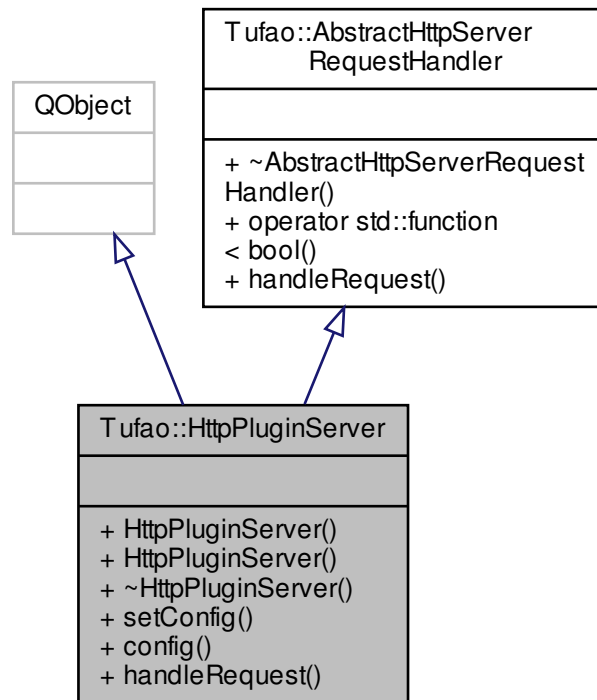 Tufao::AbstractHttpServer
RequestHandler
QObject
+ ~AbstractHttpServerRequest
Handler()
+ operator std::function
< bool()
+ handleRequest()
Tufao::HttpPluginServer
+ HttpPluginServer()
+ HttpPluginServer()
+ ~HttpPluginServer()
+ setConfig()
+ config()
+ handleRequest()